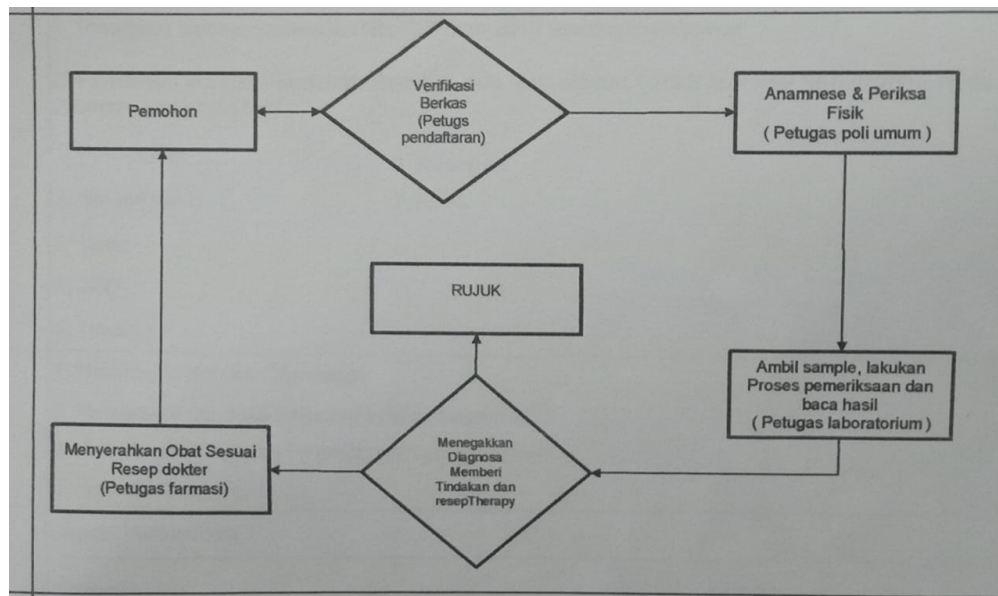 Pemohon
Verifikasi
Berkas
(Petugs
pendaftaran)
Anamnese & Periksa
Fisik
( Petugas poli umum )
RUJUK
Ambil sample, lakukan
Proses pemeriksaan dan
baca hasil
( Petugas laboratorium )
Menegakkan
Diagnosa
Memberi
Tindakan dan
resepTherapy
Menyerahkan Obat Sesuai
Resep dokter
(Petugas farmasi)